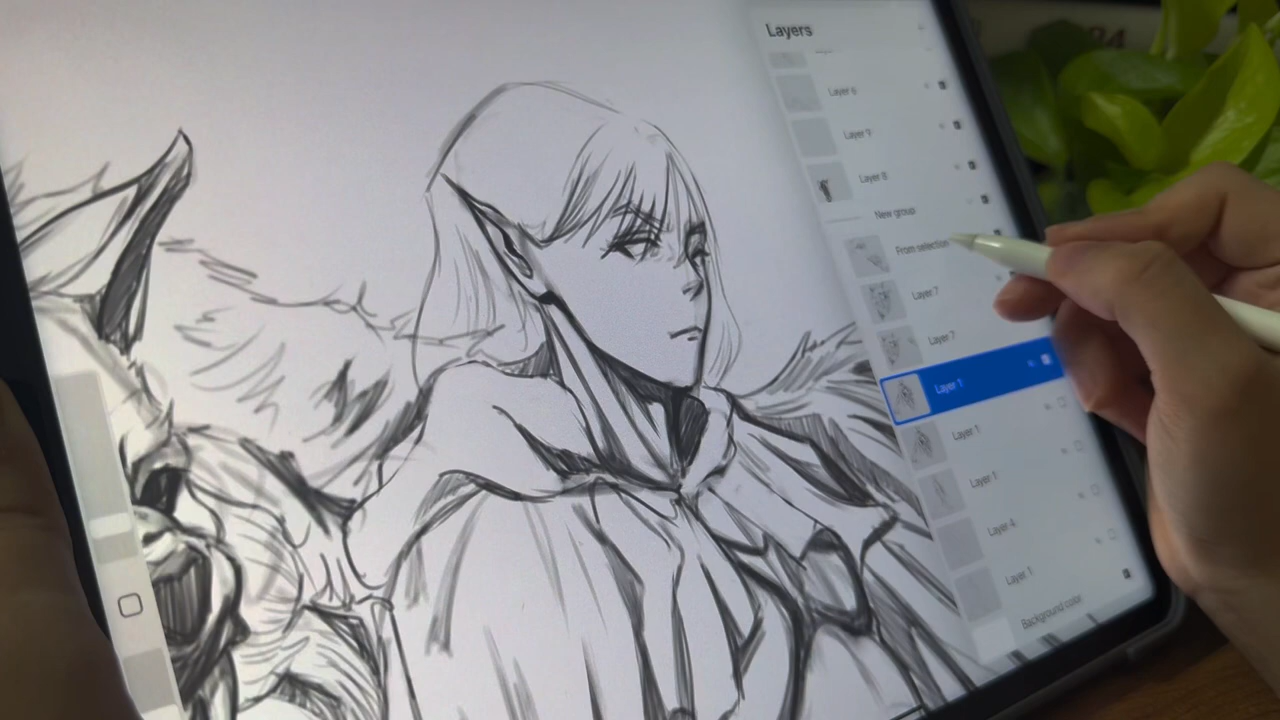 Layers
Layer 6
Layer 9
Layer 8
New group
From selection
Layer 7
Layer 7
Layer 1
Layer 1
Layer 1
Layer 4
Layer 1
Background color